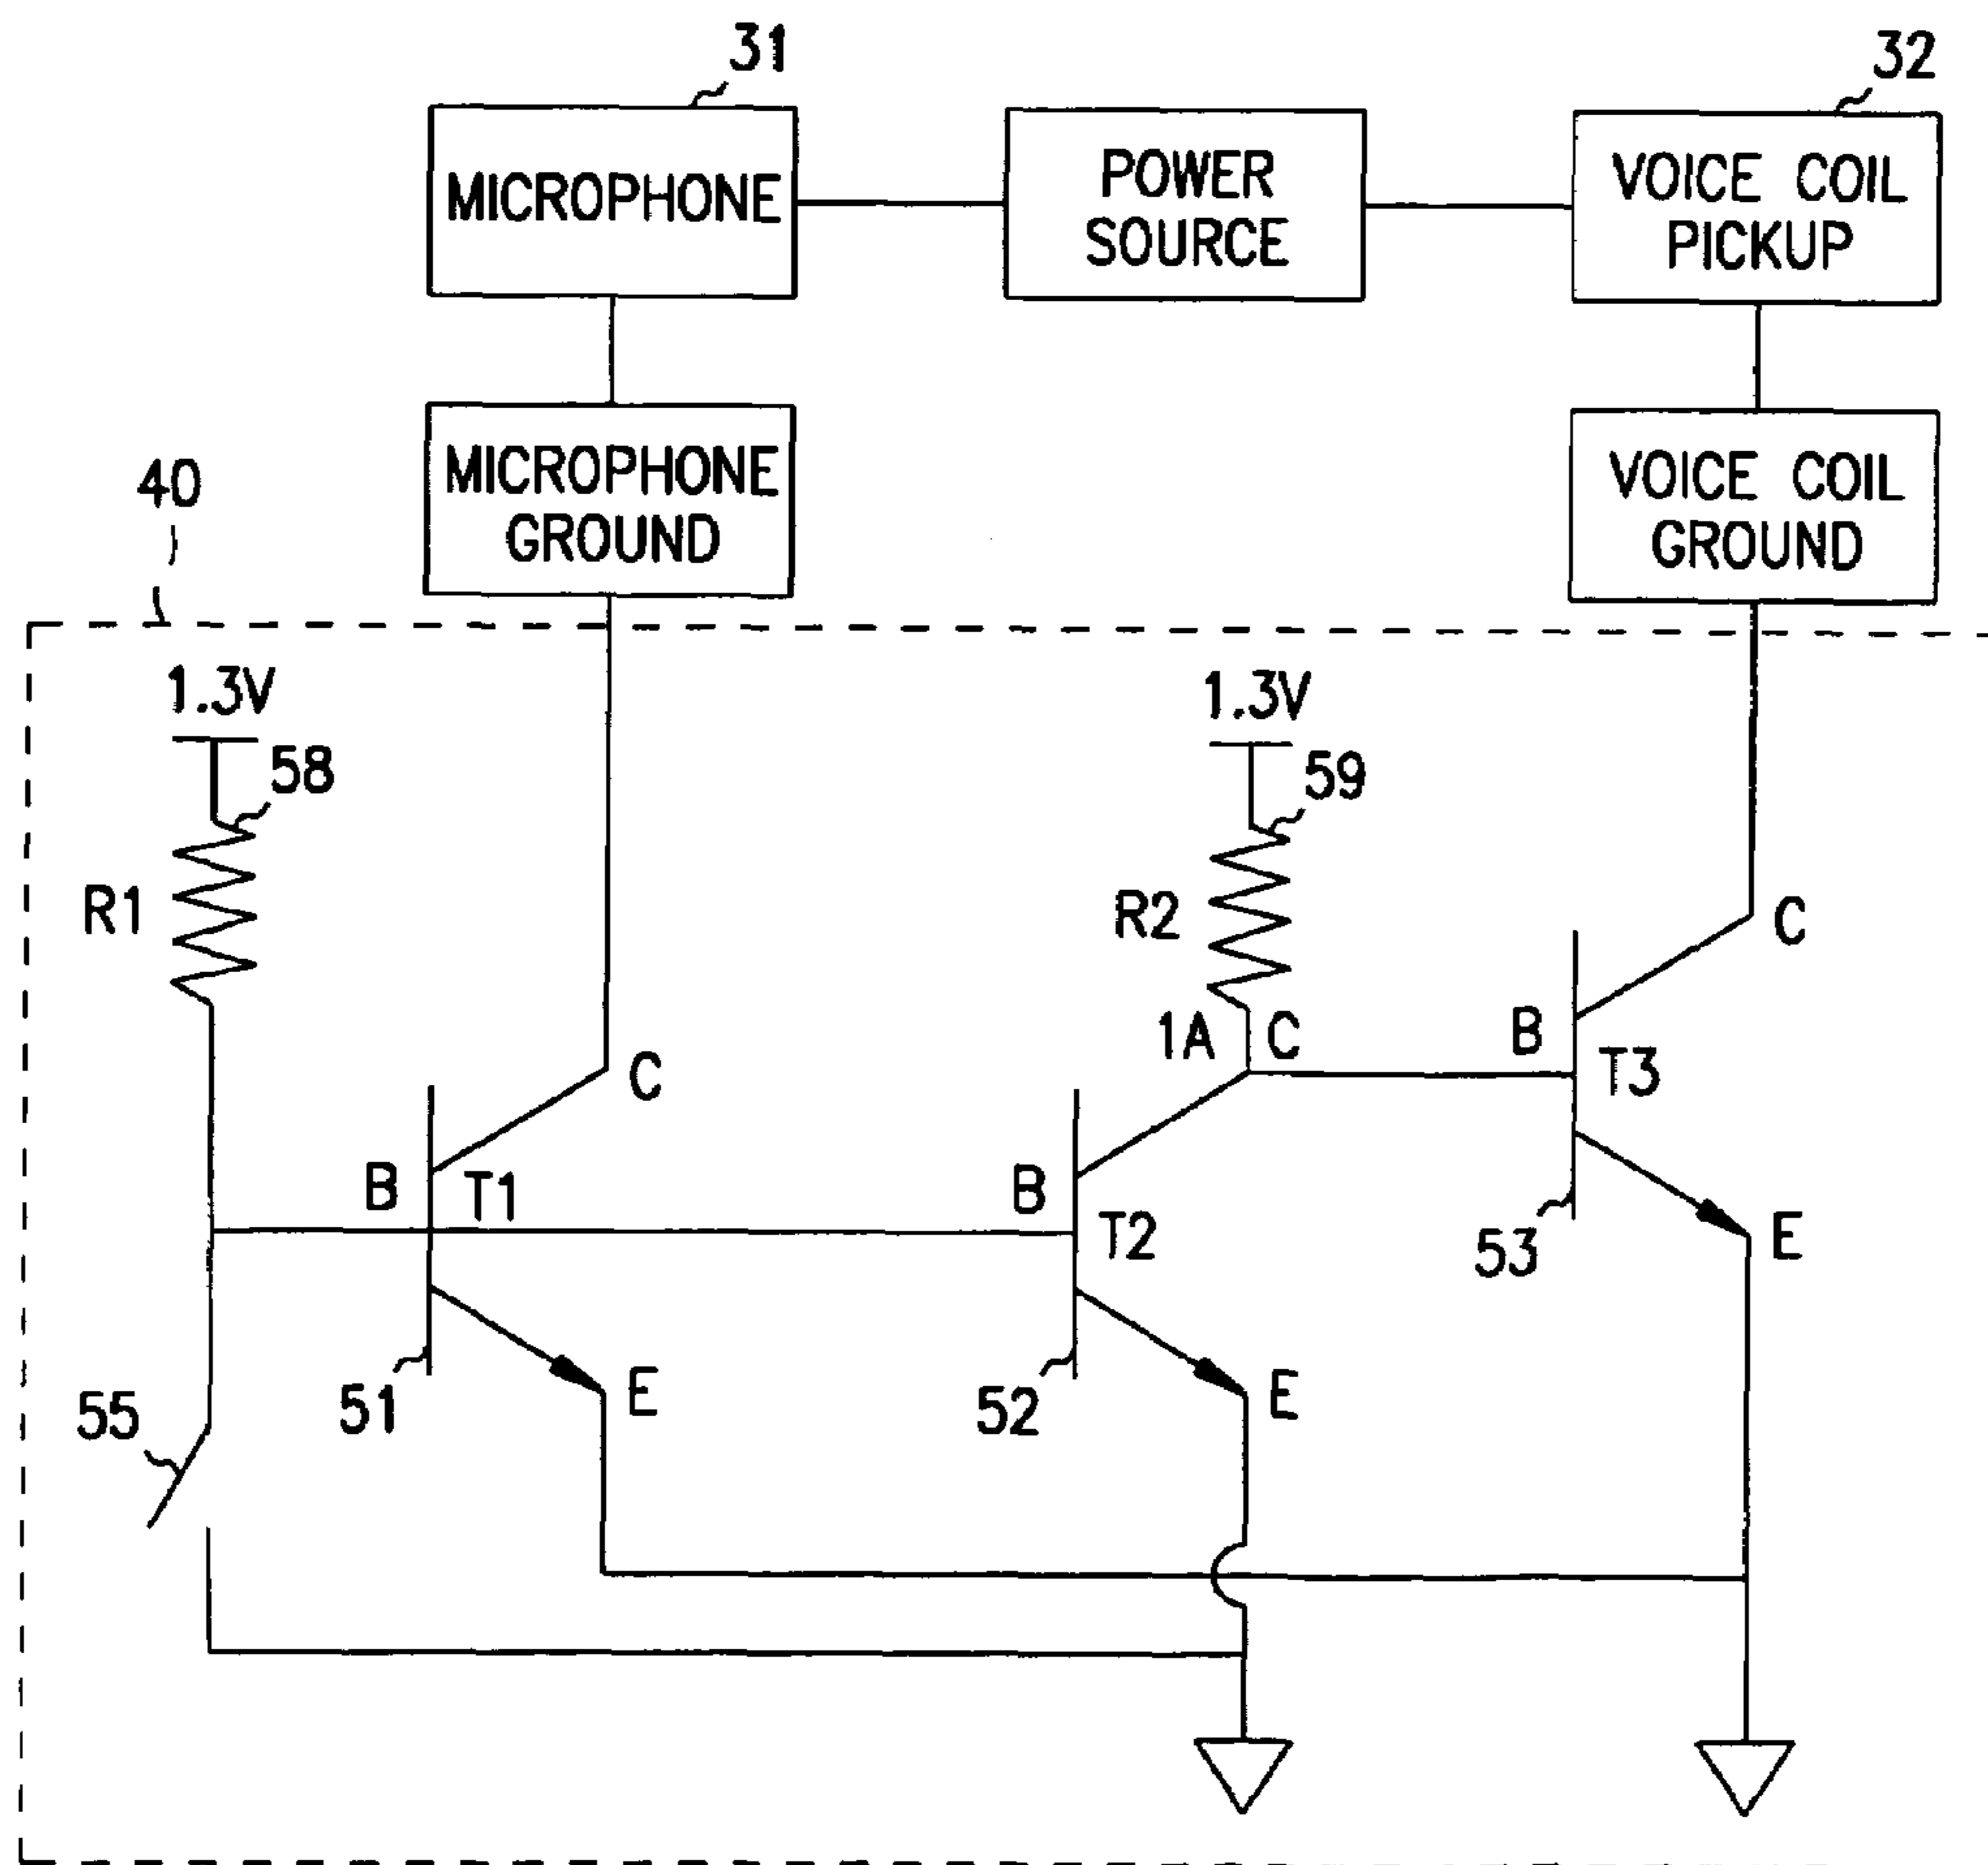 31
32
MICROPHONE
POWER
SOURCE
VOICE COIL
PICKUP
MICROPHONE
GROUND
VOICE COIL
GROUND
40
1.3V
1.3V
58
59
R1
R2
C
1A
C
B
T3
C
B
T1
B
T2
53
E
55
51
E
52
E